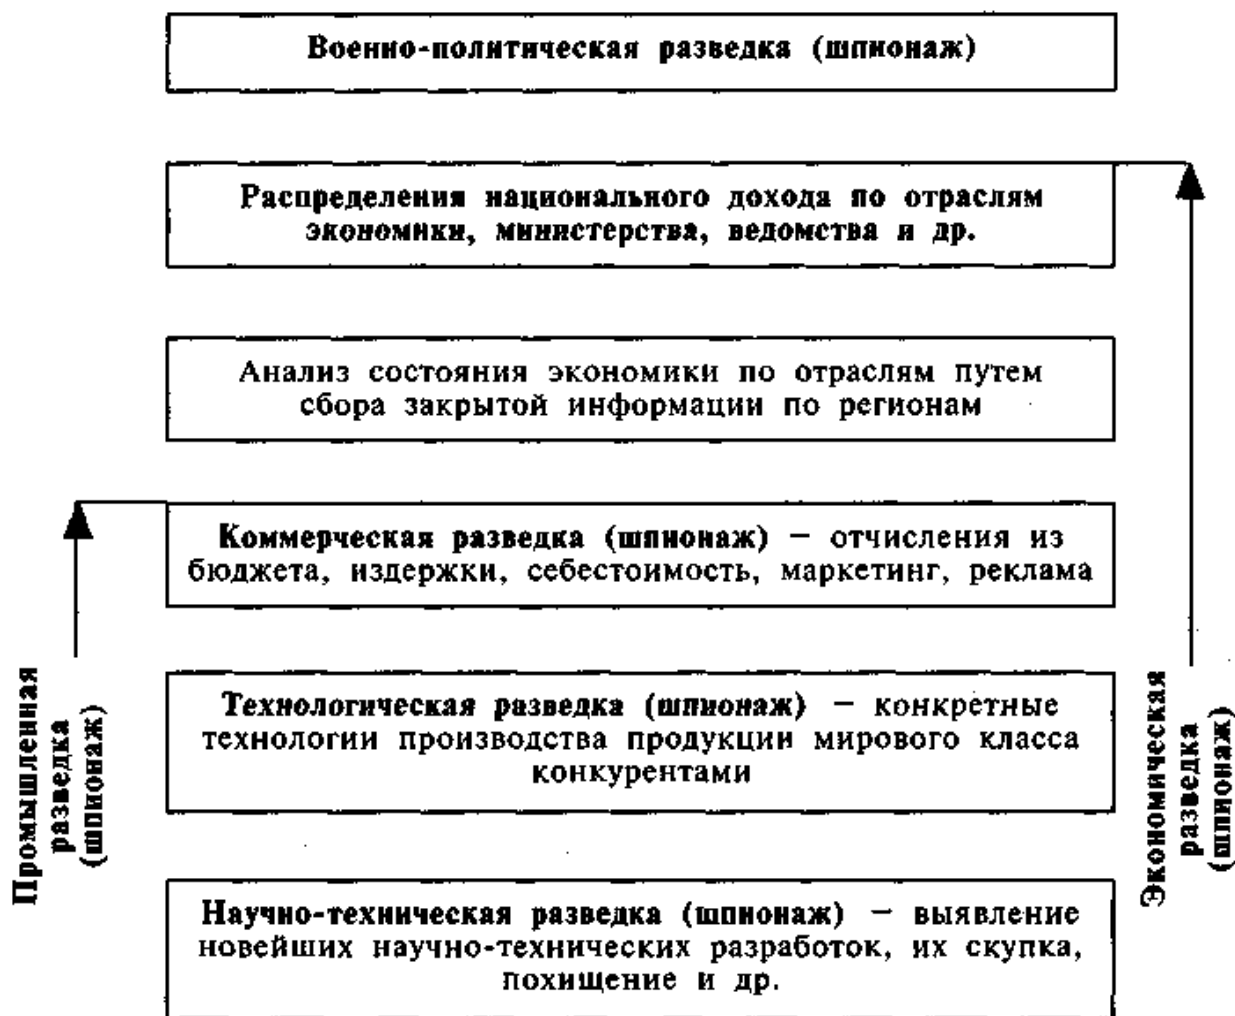 Военно-политическая разведка (шпионаж)
Распределения национального дохода по отраслям
экономики, министерства, ведомства и др.
Анализ состояния экономики по отраслям путем
сбора закрытой информации по регионам
Коммерческая разведка (шпионаж) — отчисления из
бюджета, издержки, себестоимость, маркетинг, реклама
Технологическая разведка (шпионаж) — конкретные
технологии производства продукции мирового класса
конкурентами
Научно-техническая разведка (шпионаж) — выявление
новейших научно-технических разработок, их скупка,
похищение и др.
Промышленная
разведка
(шпионаж)
Экономическая
разведка
(шпионаж)